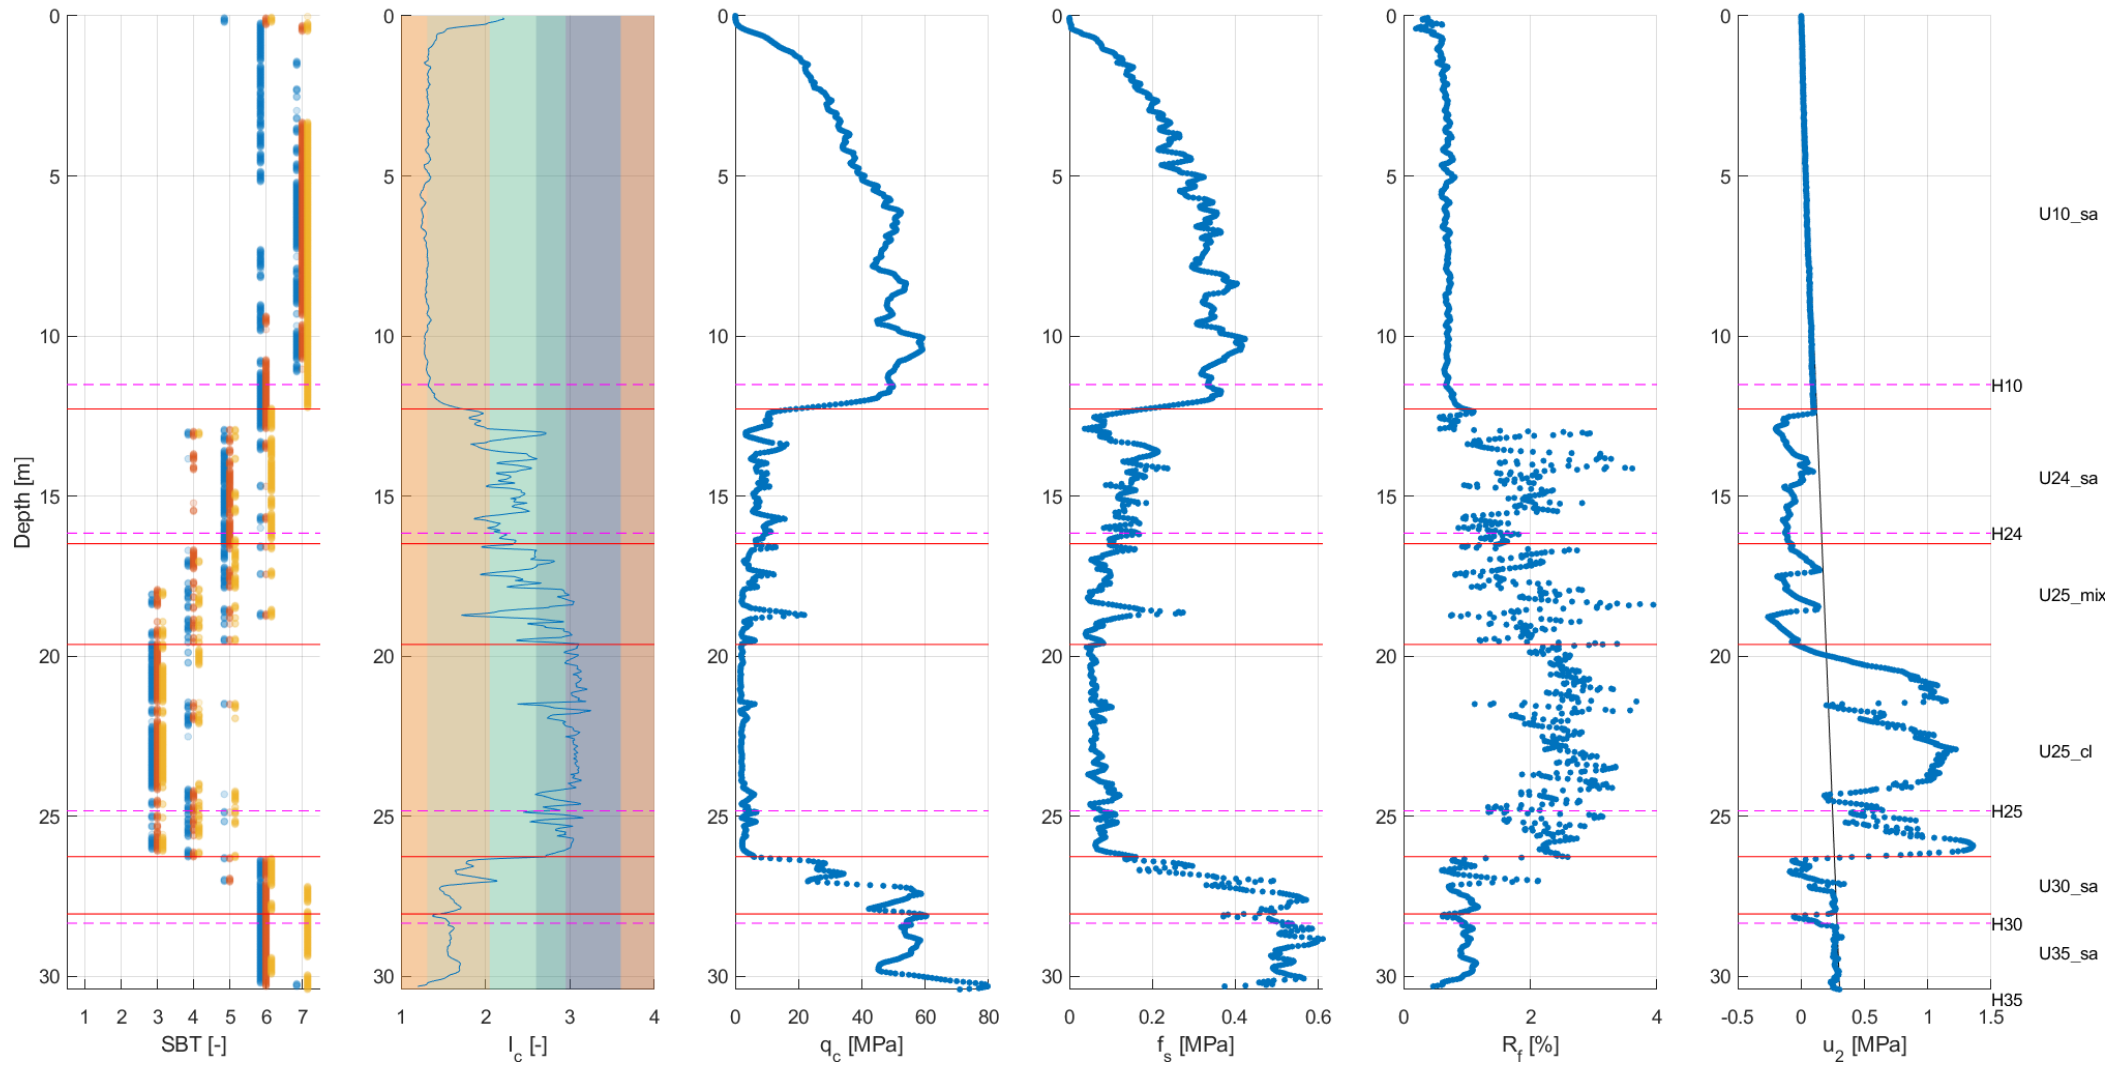 0
5
10
15
20
25
30
Depth [m]
1 2 3 4 5 6 7
SBT [-]
0
5
10
15
20
25
30
1 2 3 4
I_c [-]
0
5
10
15
20
25
30
0 20 40 60 80
q_c [MPa]
0
5
10
15
20
25
30
0 0.2 0.4 0.6
f_s [MPa]
0
5
10
15
20
25
30
0 2 4
R_f [%]
0
5
10
15
20
25
30
-0.5 0 0.5 1 1.5
u_2 [MPa]
U10_sa
H10
U24_sa
H24
U25_mix
U25_cl
H25
U30_sa
H30
U35_sa
H35